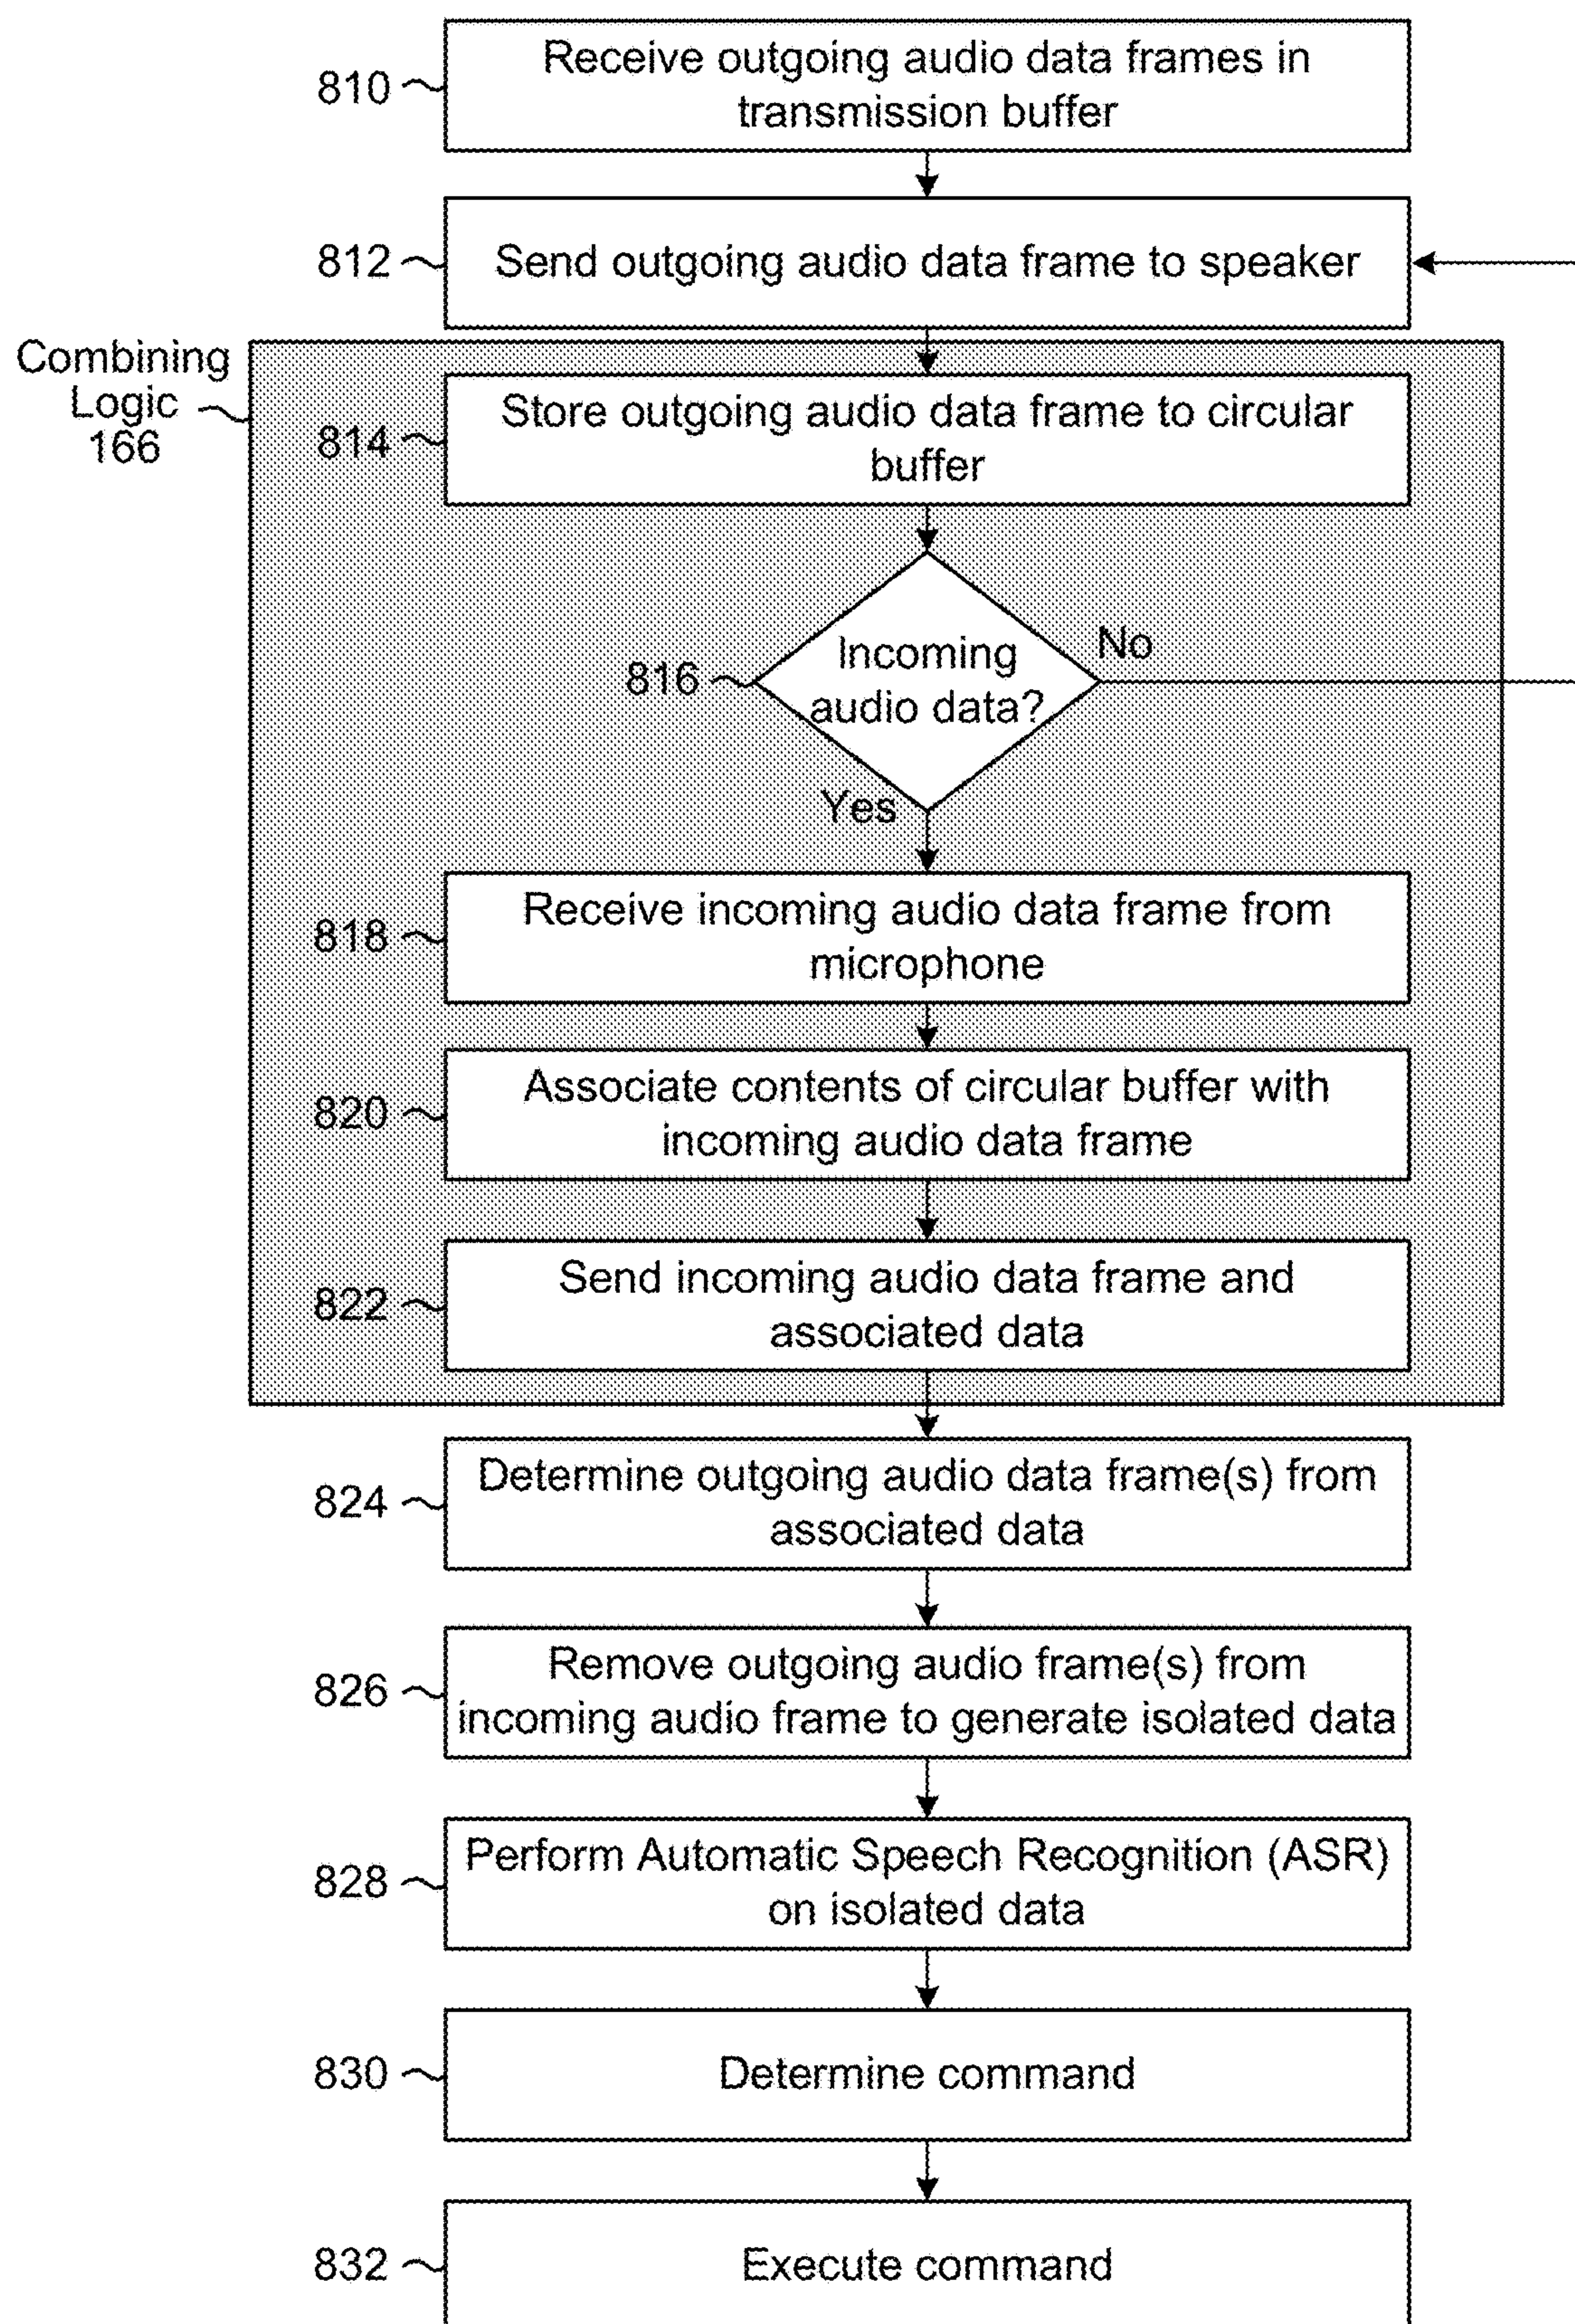 810
Receive outgoing audio data frames in
transmission buffer
812
Send outgoing audio data frame to speaker
Combining
Logic
166
814
Store outgoing audio data frame to circular
buffer
816
Incoming
audio data?
No
Yes
818
Receive incoming audio data frame from
microphone
820
Associate contents of circular buffer with
incoming audio data frame
822
Send incoming audio data frame and
associated data
824
Determine outgoing audio data frame(s) from
associated data
826
Remove outgoing audio frame(s) from
incoming audio frame to generate isolated data
828
Perform Automatic Speech Recognition (ASR)
on isolated data
830
Determine command
832
Execute command